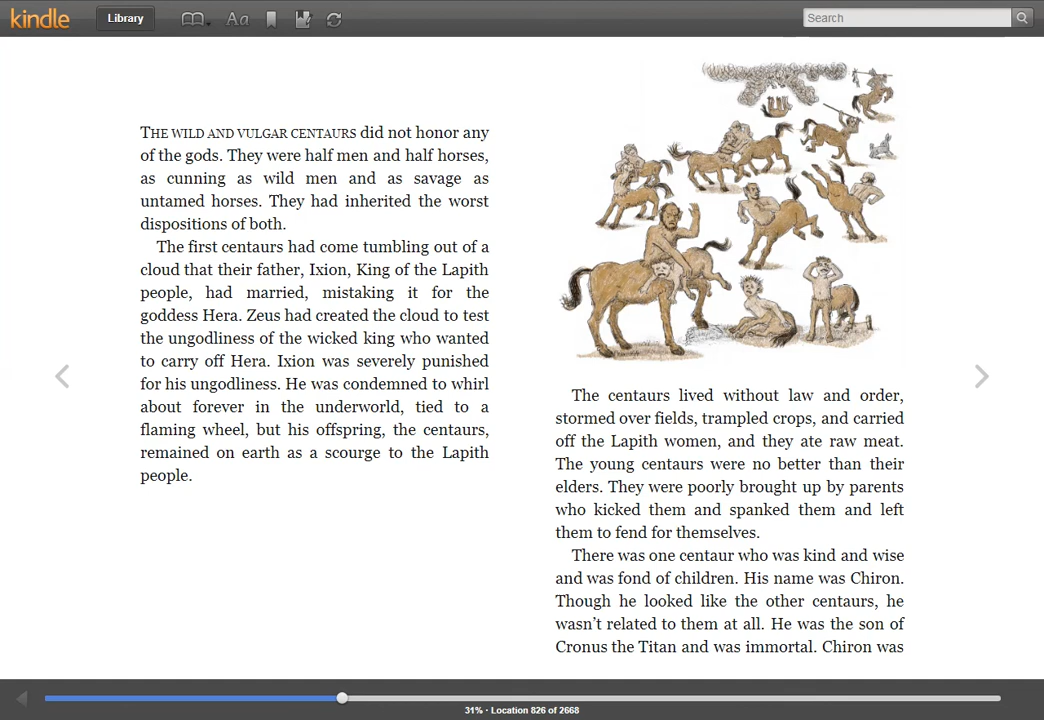 kindle
Library
Aa
Search
THE WILD AND VULGAR CENTAURS did not honor any
of the gods. They were half men and half horses,
as cunning as wild men and as savage as
untamed horses. They had inherited the worst
dispositions of both.
The first centaurs had come tumbling out of a
cloud that their father, Ixion, King of the Lapith
people, had married, mistaking it for the
goddess Hera. Zeus had created the cloud to test
the ungodliness of the wicked king who wanted
to carry off Hera. Ixion was severely punished
for his ungodliness. He was condemned to whirl
about forever in the underworld, tied to a
flaming wheel, but his offspring, the centaurs,
remained on earth as a scourge to the Lapith
people.
The centaurs lived without law and order,
stormed over fields, trampled crops, and carried
off the Lapith women, and they ate raw meat.
The young centaurs were no better than their
elders. They were poorly brought up by parents
who kicked them and spanked them and left
them to fend for themselves.
There was one centaur who was kind and wise
and was fond of children. His name was Chiron.
Though he looked like the other centaurs, he
wasn't related to them at all. He was the son of
Cronus the Titan and was immortal. Chiron was
31% · Location 826 of 2668